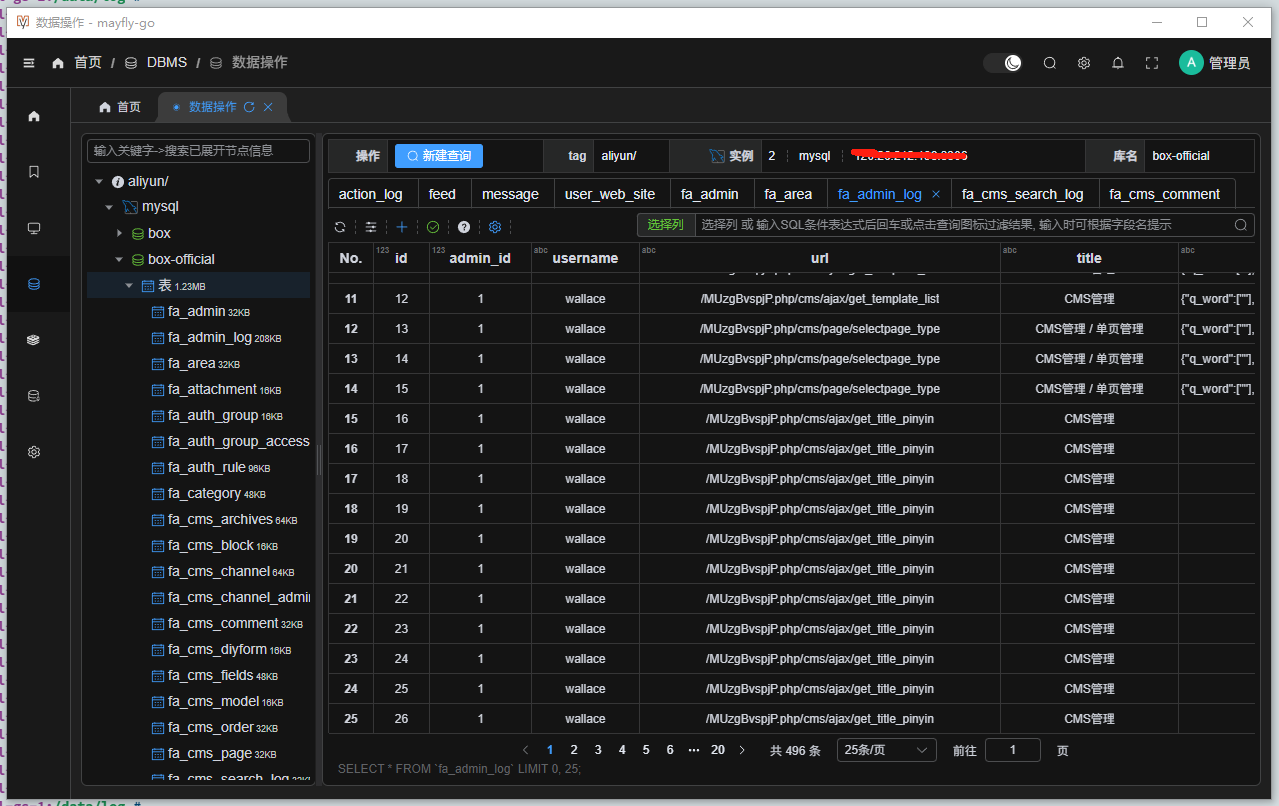 数据操作 - mayfly-go
首页 / DBMS / 数据操作
A 管理员
首页 数据操作
输入关键字->搜索已展开节点信息
aliyun/
mysql
box
box-official
表 1.23MB
fa_admin 32KB
fa_admin_log 208KB
fa_area 32KB
fa_attachment 16KB
fa_auth_group 16KB
fa_auth_group_access
fa_auth_rule 96KB
fa_category 48KB
fa_cms_archives 64KB
fa_cms_block 16KB
fa_cms_channel 64KB
fa_cms_channel_admi
fa_cms_comment 32KB
fa_cms_diyform 16KB
fa_cms_fields 48KB
fa_cms_model 16KB
fa_cms_order 32KB
fa_cms_page 32KB
fa_cms_search_log 32KB
操作 新建查询 tag aliyun/ 实例 2 mysql 库名 box-official
action_log feed message user_web_site fa_admin fa_area fa_admin_log fa_cms_search_log fa_cms_comment
选择列 选择列 或 输入SQL条件表达式后回车或点击查询图标过滤结果, 输入时可根据字段名提示
No. 123 id 123 admin_id abc username abc url abc title abc
11 12 1 wallace /MUzgBvspjP.php/cms/ajax/get_template_list CMS管理 {"q_word":[""],
12 13 1 wallace /MUzgBvspjP.php/cms/page/selectpage_type CMS管理 / 单页管理 {"q_word":[""],
13 14 1 wallace /MUzgBvspjP.php/cms/page/selectpage_type CMS管理 / 单页管理 {"q_word":[""],
14 15 1 wallace /MUzgBvspjP.php/cms/page/selectpage_type CMS管理 / 单页管理 {"q_word":[""],
15 16 1 wallace /MUzgBvspjP.php/cms/ajax/get_title_pinyin CMS管理
16 17 1 wallace /MUzgBvspjP.php/cms/ajax/get_title_pinyin CMS管理
17 18 1 wallace /MUzgBvspjP.php/cms/ajax/get_title_pinyin CMS管理
18 19 1 wallace /MUzgBvspjP.php/cms/ajax/get_title_pinyin CMS管理
19 20 1 wallace /MUzgBvspjP.php/cms/ajax/get_title_pinyin CMS管理
20 21 1 wallace /MUzgBvspjP.php/cms/ajax/get_title_pinyin CMS管理
21 22 1 wallace /MUzgBvspjP.php/cms/ajax/get_title_pinyin CMS管理
22 23 1 wallace /MUzgBvspjP.php/cms/ajax/get_title_pinyin CMS管理
23 24 1 wallace /MUzgBvspjP.php/cms/ajax/get_title_pinyin CMS管理
24 25 1 wallace /MUzgBvspjP.php/cms/ajax/get_title_pinyin CMS管理
25 26 1 wallace /MUzgBvspjP.php/cms/ajax/get_title_pinyin CMS管理
1 2 3 4 5 6 ··· 20 共 496 条 25条/页 前往 1 页
SELECT * FROM `fa_admin_log` LIMIT 0, 25;